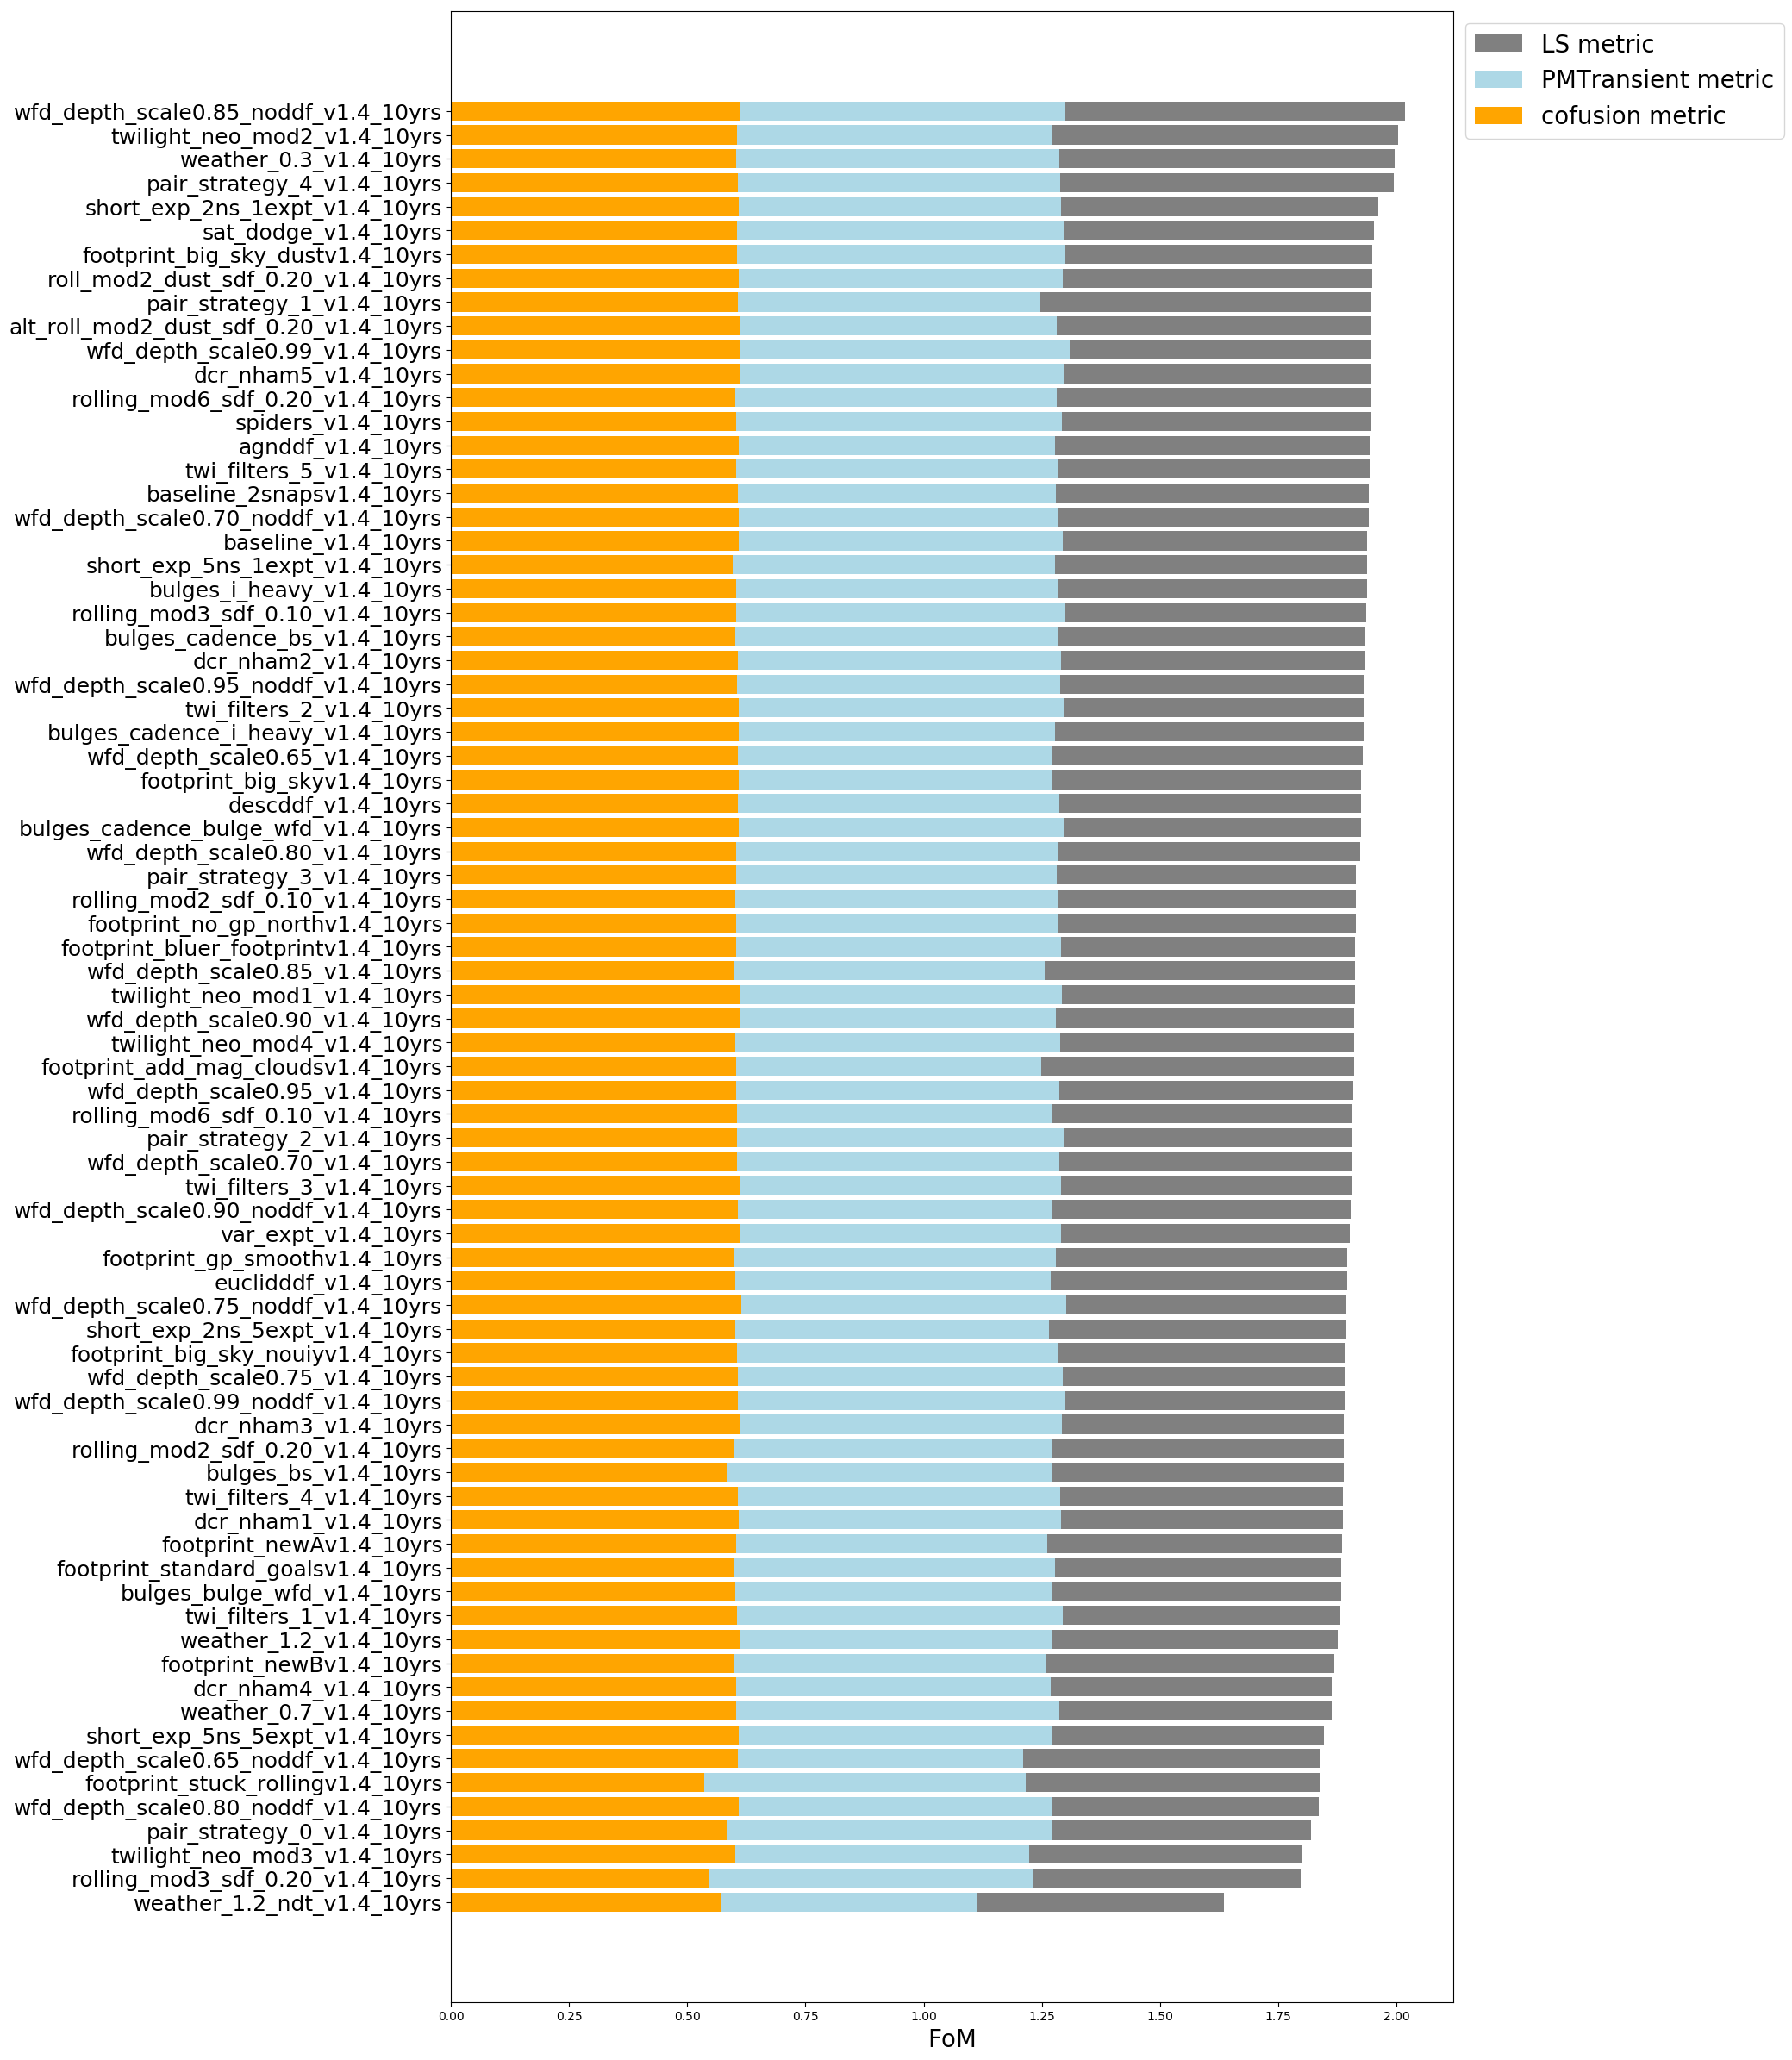 LS metric
PMTransient metric
cofusion metric
wfd_depth_scale0.85_noddf_v1.4_10yrs
twilight_neo_mod2_v1.4_10yrs
weather_0.3_v1.4_10yrs
pair_strategy_4_v1.4_10yrs
short_exp_2ns_1expt_v1.4_10yrs
sat_dodge_v1.4_10yrs
footprint_big_sky_dustv1.4_10yrs
roll_mod2_dust_sdf_0.20_v1.4_10yrs
pair_strategy_1_v1.4_10yrs
alt_roll_mod2_dust_sdf_0.20_v1.4_10yrs
wfd_depth_scale0.99_v1.4_10yrs
dcr_nham5_v1.4_10yrs
rolling_mod6_sdf_0.20_v1.4_10yrs
spiders_v1.4_10yrs
agnddf_v1.4_10yrs
twi_filters_5_v1.4_10yrs
baseline_2snapsv1.4_10yrs
wfd_depth_scale0.70_noddf_v1.4_10yrs
baseline_v1.4_10yrs
short_exp_5ns_1expt_v1.4_10yrs
bulges_i_heavy_v1.4_10yrs
rolling_mod3_sdf_0.10_v1.4_10yrs
bulges_cadence_bs_v1.4_10yrs
dcr_nham2_v1.4_10yrs
wfd_depth_scale0.95_noddf_v1.4_10yrs
twi_filters_2_v1.4_10yrs
bulges_cadence_i_heavy_v1.4_10yrs
wfd_depth_scale0.65_v1.4_10yrs
footprint_big_skyv1.4_10yrs
descddf_v1.4_10yrs
bulges_cadence_bulge_wfd_v1.4_10yrs
wfd_depth_scale0.80_v1.4_10yrs
pair_strategy_3_v1.4_10yrs
rolling_mod2_sdf_0.10_v1.4_10yrs
footprint_no_gp_northv1.4_10yrs
footprint_bluer_footprintv1.4_10yrs
wfd_depth_scale0.85_v1.4_10yrs
twilight_neo_mod1_v1.4_10yrs
wfd_depth_scale0.90_v1.4_10yrs
twilight_neo_mod4_v1.4_10yrs
footprint_add_mag_cloudsv1.4_10yrs
wfd_depth_scale0.95_v1.4_10yrs
rolling_mod6_sdf_0.10_v1.4_10yrs
pair_strategy_2_v1.4_10yrs
wfd_depth_scale0.70_v1.4_10yrs
twi_filters_3_v1.4_10yrs
wfd_depth_scale0.90_noddf_v1.4_10yrs
var_expt_v1.4_10yrs
footprint_gp_smoothv1.4_10yrs
euclidddf_v1.4_10yrs
wfd_depth_scale0.75_noddf_v1.4_10yrs
short_exp_2ns_5expt_v1.4_10yrs
footprint_big_sky_nouiyv1.4_10yrs
wfd_depth_scale0.75_v1.4_10yrs
wfd_depth_scale0.99_noddf_v1.4_10yrs
dcr_nham3_v1.4_10yrs
rolling_mod2_sdf_0.20_v1.4_10yrs
bulges_bs_v1.4_10yrs
twi_filters_4_v1.4_10yrs
dcr_nham1_v1.4_10yrs
footprint_newAv1.4_10yrs
footprint_standard_goalsv1.4_10yrs
bulges_bulge_wfd_v1.4_10yrs
twi_filters_1_v1.4_10yrs
weather_1.2_v1.4_10yrs
footprint_newBv1.4_10yrs
dcr_nham4_v1.4_10yrs
weather_0.7_v1.4_10yrs
short_exp_5ns_5expt_v1.4_10yrs
wfd_depth_scale0.65_noddf_v1.4_10yrs
footprint_stuck_rollingv1.4_10yrs
wfd_depth_scale0.80_noddf_v1.4_10yrs
pair_strategy_0_v1.4_10yrs
twilight_neo_mod3_v1.4_10yrs
rolling_mod3_sdf_0.20_v1.4_10yrs
weather_1.2_ndt_v1.4_10yrs
0.00 0.25 0.50 0.75 1.00 1.25 1.50 1.75 2.00
FoM